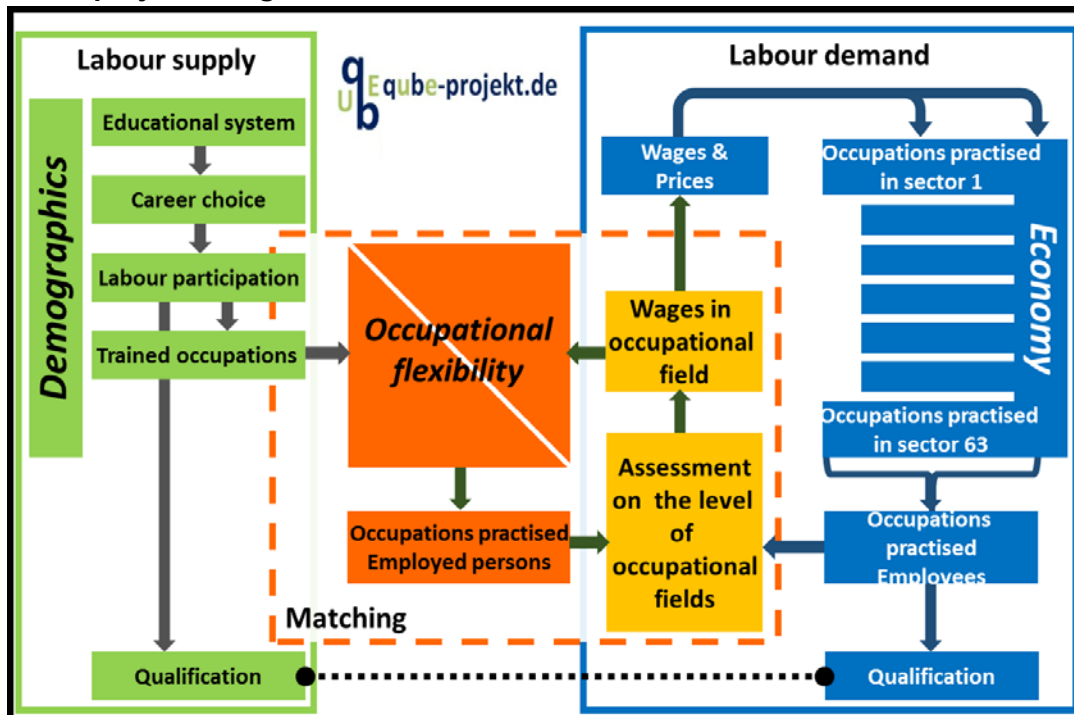 Labour supply
Demographics
Educational system
Career choice
Labour participation
Trained occupations
Qualification
qUEb
qube-projekt.de
Occupational
flexibility
Occupations practised
Employed persons
Matching
Labour demand
Wages &
Prices
Wages in
occupational
field
Assessment
on the level
of
occupational
fields
Occupations practised
in sector 1
Economy
Occupations practised
in sector 63
Occupations
practised
Employees
Qualification